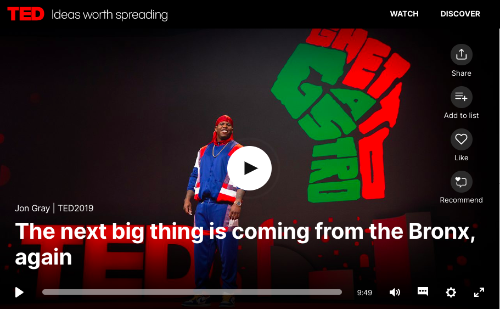 TED Ideas worth spreading
WATCH
DISCOVER
GHETTO
GASTRO
Share
Add to list
Like
Recommend
Jon Gray | TED2019
The next big thing is coming from the Bronx,
again
TED
9:49